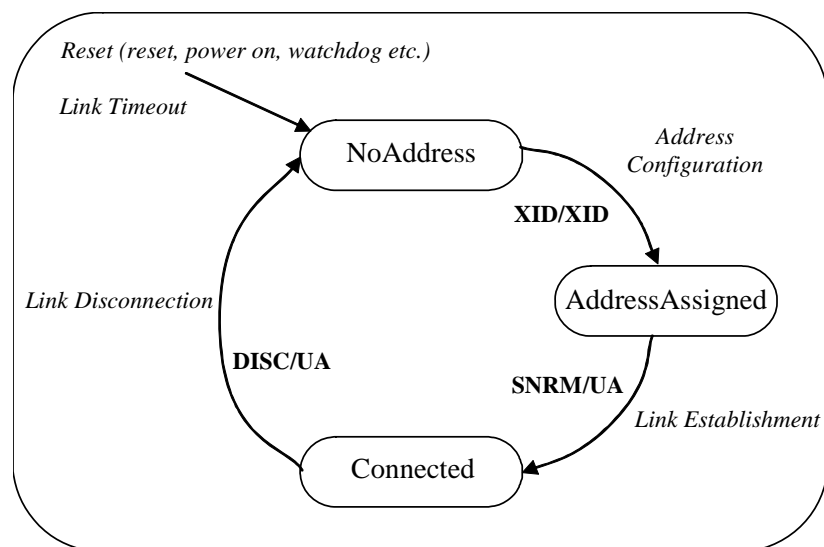 Reset (reset, power on, watchdog etc.)
Link Timeout
NoAddress
Address
Configuration
XID/XID
AddressAssigned
Link Disconnection
DISC/UA
SNRM/UA
Link Establishment
Connected